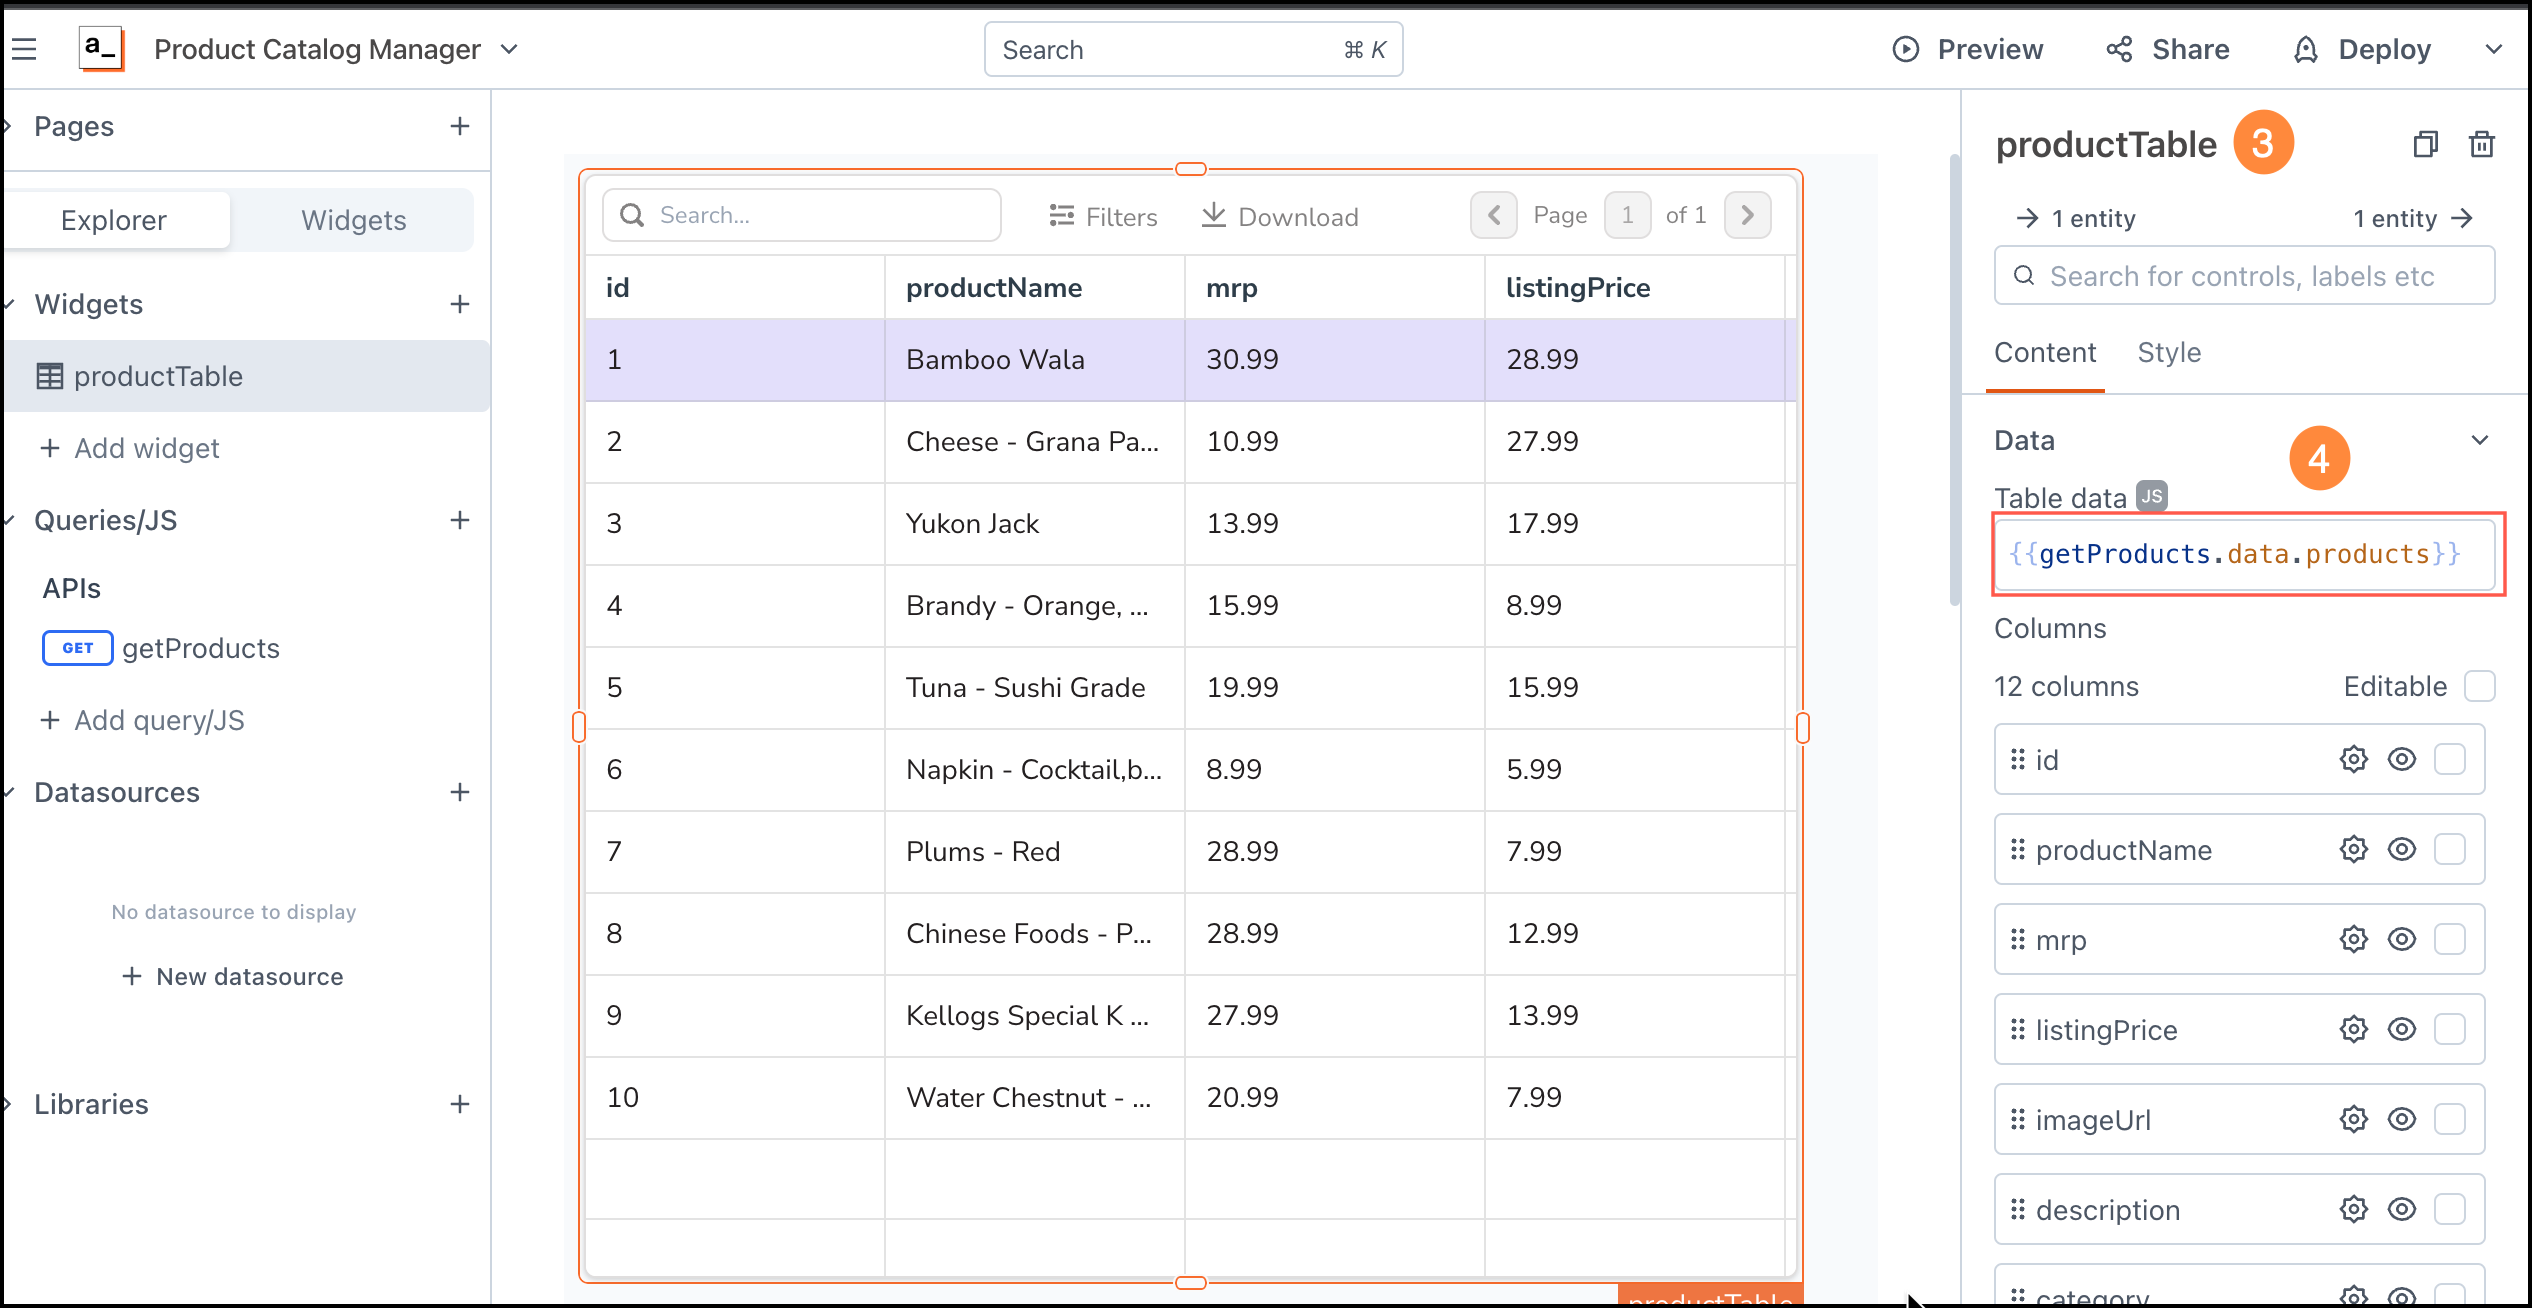 a_ Product Catalog Manager Search ⌘ K Preview Share Deploy
Pages
Explorer Widgets
Widgets
productTable
Add widget
Queries/JS
APIs
GET getProducts
Add query/JS
Datasources
No datasource to display
New datasource
Libraries
Search... Filters Download Page 1 of 1
id productName mrp listingPrice
1 Bamboo Wala 30.99 28.99
2 Cheese - Grana Pa... 10.99 27.99
3 Yukon Jack 13.99 17.99
4 Brandy - Orange, ... 15.99 8.99
5 Tuna - Sushi Grade 19.99 15.99
6 Napkin - Cocktail,b... 8.99 5.99
7 Plums - Red 28.99 7.99
8 Chinese Foods - P... 28.99 12.99
9 Kellogs Special K ... 27.99 13.99
10 Water Chestnut - ... 20.99 7.99
productTable
productTable 3
1 entity 1 entity
Search for controls, labels etc
Content Style
Data
4
Table data JS
{{getProducts.data.products}}
Columns
12 columns Editable
id
productName
mrp
listingPrice
imageUrl
description
category